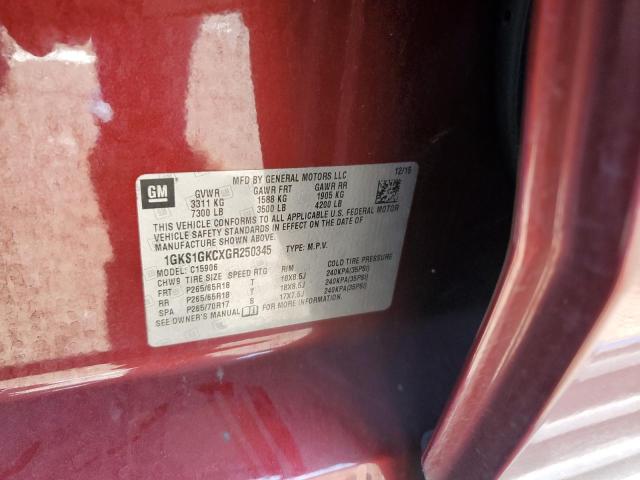 MFD BY GENERAL MOTORS LLC 12/15
GM GVWR GAWR FRT GAWR RR
3311 KG 1588 KG 1905 KG
7300 LB 3500 LB 4200 LB
THIS VEHICLE CONFORMS TO ALL APPLICABLE U.S. FEDERAL
VEHICLE SAFETY STANDARDS IN EFFECT ON THE DATE OF
MANUFACTURE SHOWN ABOVE.
1GKS1GKCXGR250345 TYPE: M.P.V.
MODEL: C15906
CHW9 TIRE SIZE SPEED RTG RIM COLD TIRE PRESSURE
FRT P265/65R18 T 18X8.5J 240KPA(35PSI)
RR P265/65R18 T 18X8.5J 240KPA(35PSI)
SPA P265/70R17 S 17X7.5J 240KPA(35PSI)
SEE OWNER'S MANUAL FOR MORE INFORMATION.